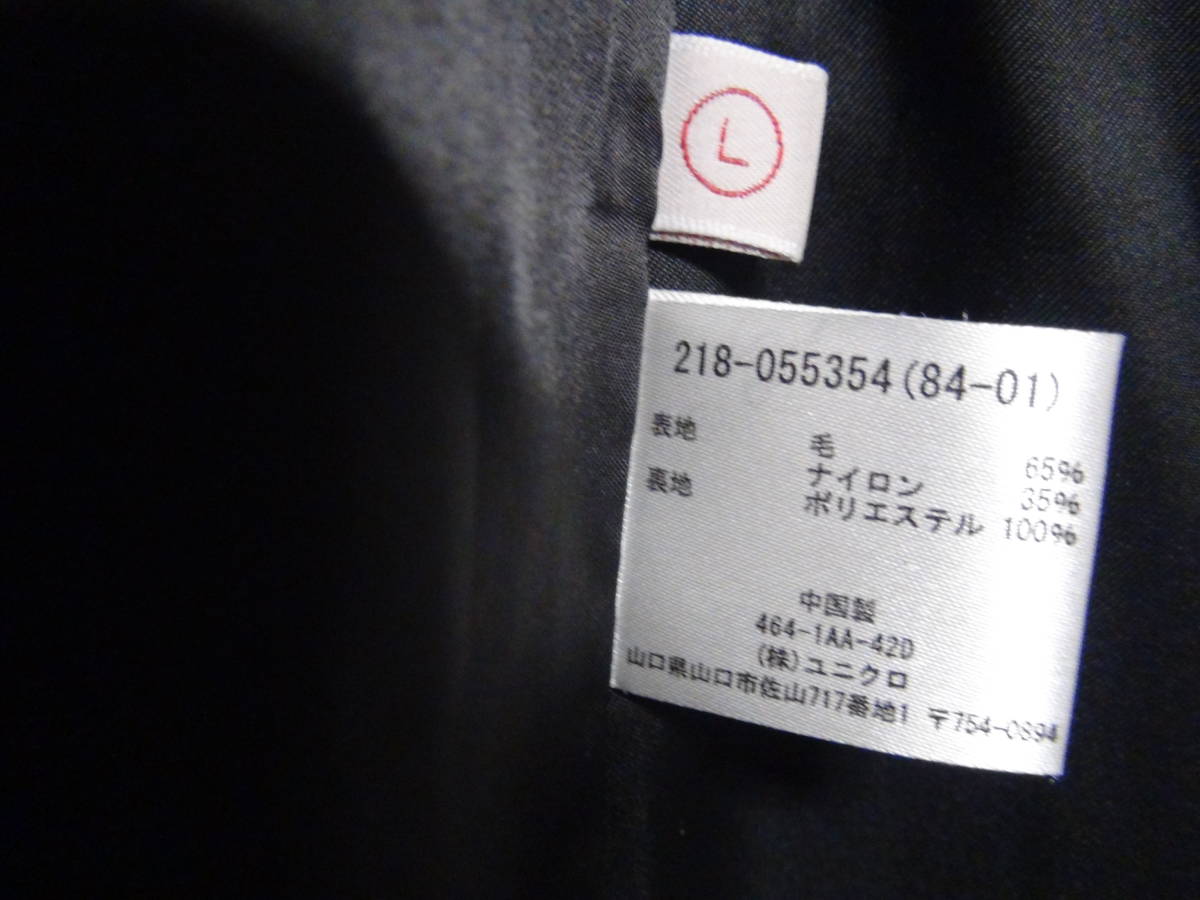 L
218-055354(84-01)
表地 毛 65%
ナイロン 35%
裏地 ポリエステル 100%
中国製
464-1AA-42D
(株)ユニクロ
山口県山口市佐山717番地1 〒754-0894